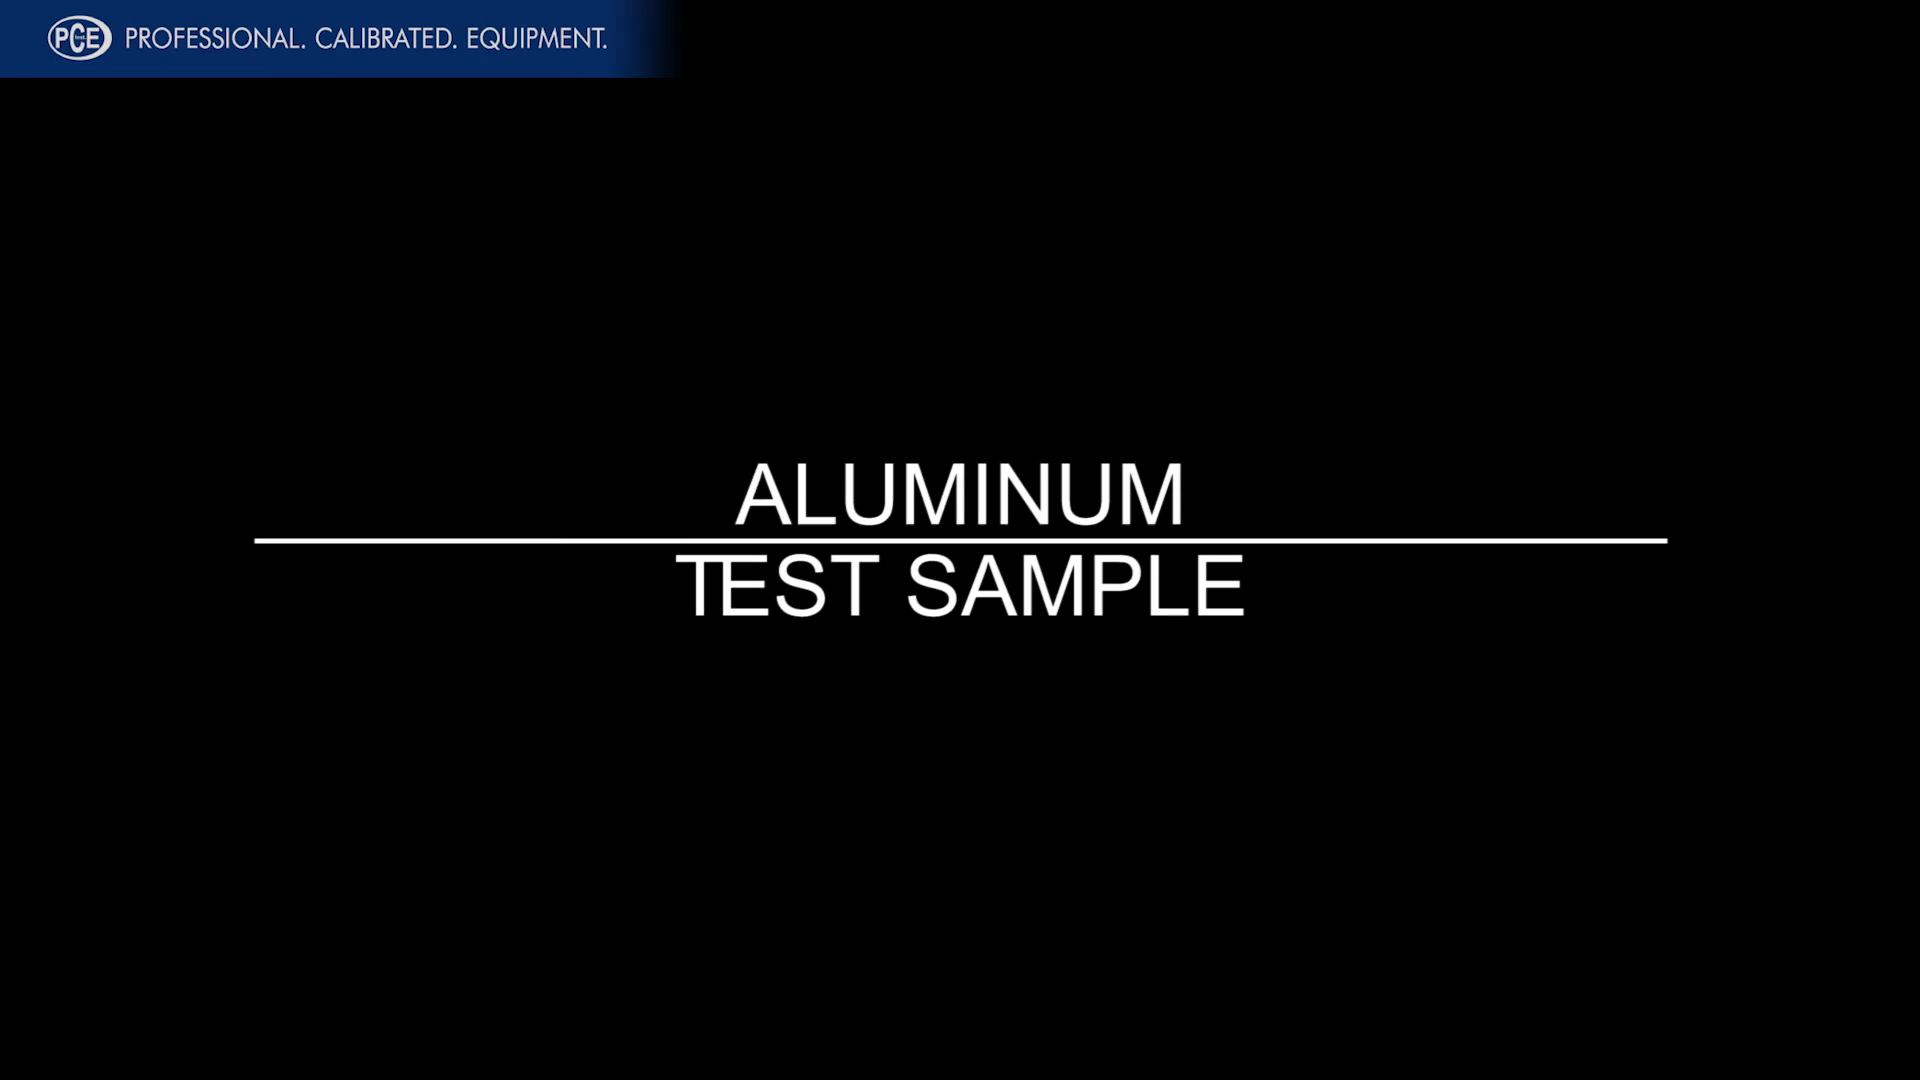 PCE PROFESSIONAL. CALIBRATED. EQUIPMENT.
ALUMINUM
TEST SAMPLE